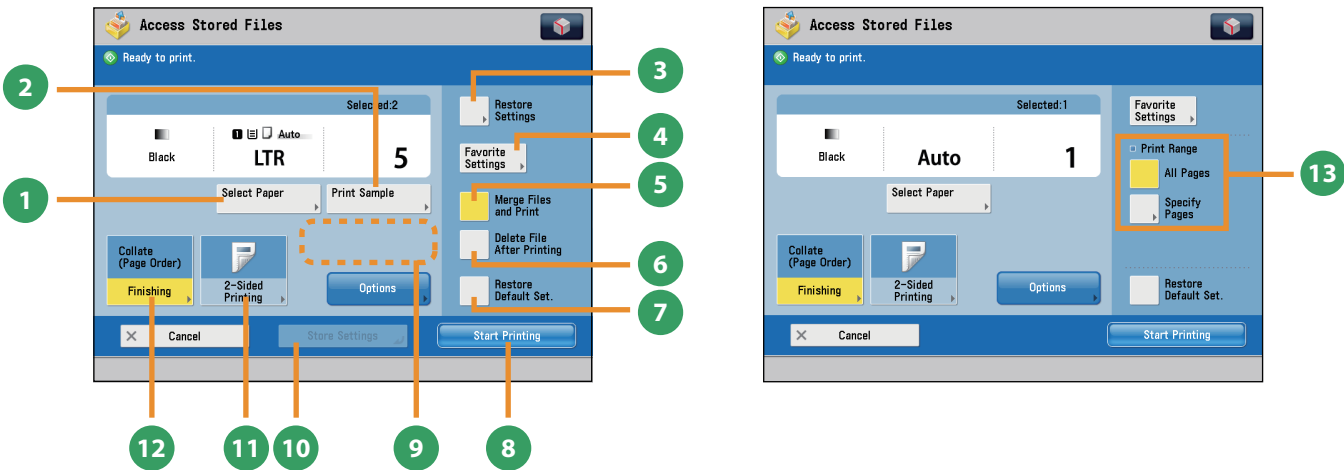 Access Stored Files
Ready to print.
Selected:2
1 Auto
Black
LTR
5
Select Paper
Print Sample
Collate
(Page Order)
Finishing
2-Sided
Printing
Options
Restore
Settings
Favorite
Settings
Merge Files
and Print
Delete File
After Printing
Restore
Default Set.
Cancel
Store Settings
Start Printing
1
2
3
4
5
6
7
8
9
10
11
12
Access Stored Files
Ready to print.
Selected:1
Black
Auto
1
Select Paper
Collate
(Page Order)
Finishing
2-Sided
Printing
Options
Favorite
Settings
Print Range
All Pages
Specify
Pages
Restore
Default Set.
Cancel
Start Printing
13